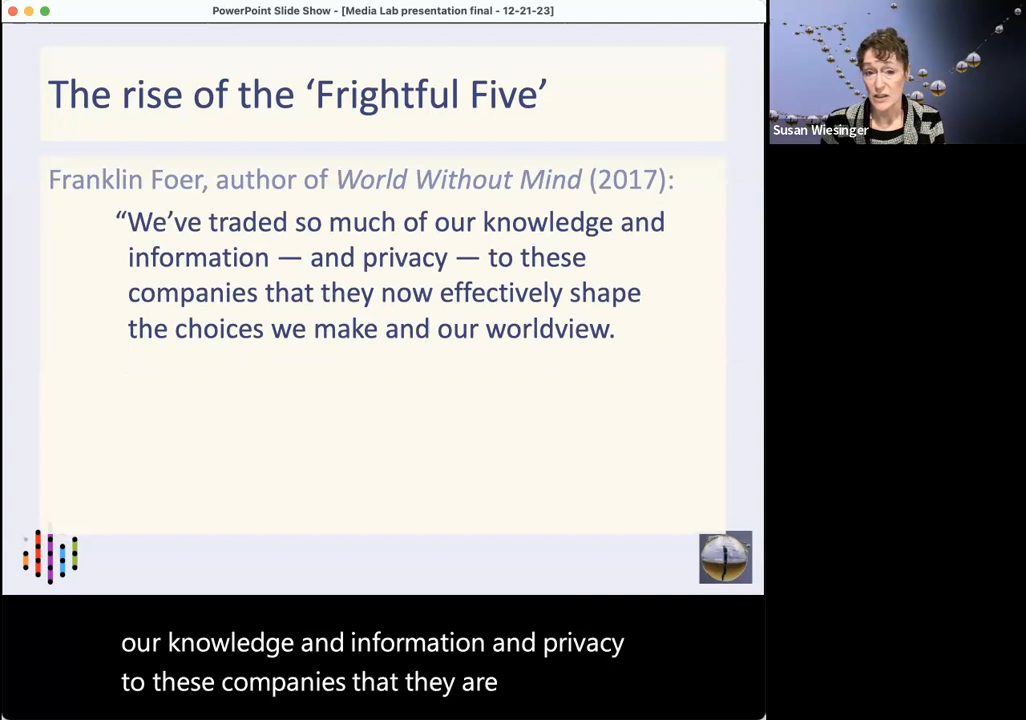 PowerPoint Slide Show - [Media Lab presentation final - 12-21-23]
The rise of the ‘Frightful Five’
Franklin Foer, author of World Without Mind (2017):
“We’ve traded so much of our knowledge and
information — and privacy — to these
companies that they now effectively shape
the choices we make and our worldview.
Susan Wiesinger
our knowledge and information and privacy
to these companies that they are